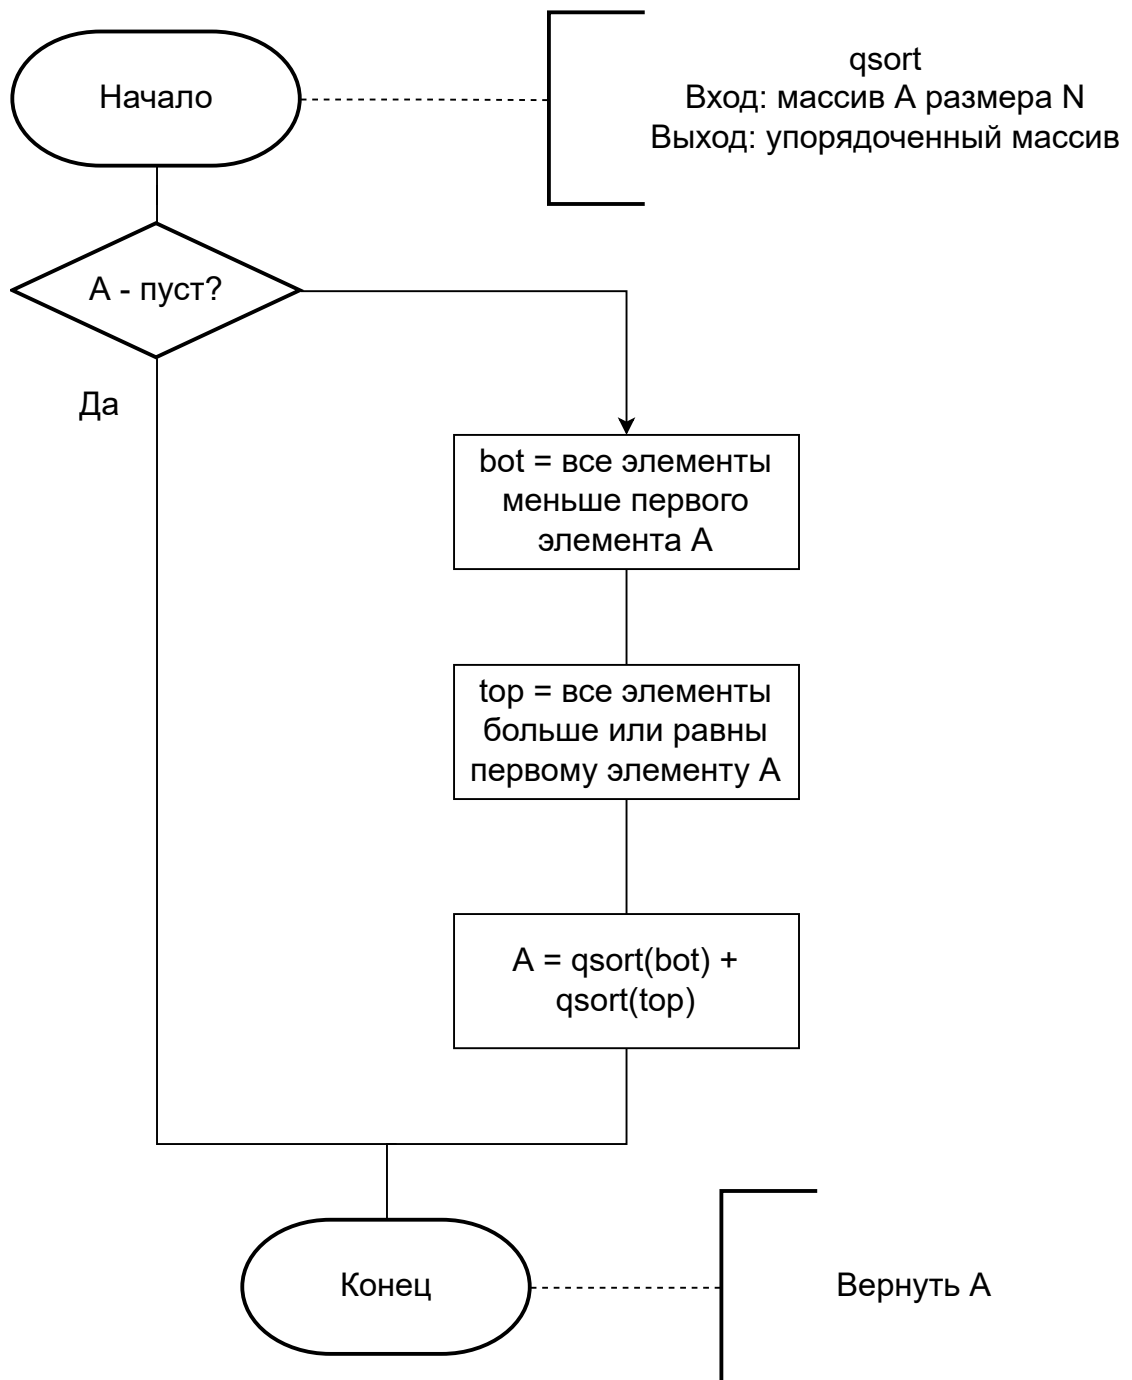 Начало
qsort
Вход: массив A размера N
Выход: упорядоченный массив
A - пуст?
Да
bot = все элементы
меньше первого
элемента A
top = все элементы
больше или равны
первому элементу A
A = qsort(bot) +
qsort(top)
Конец
Вернуть A